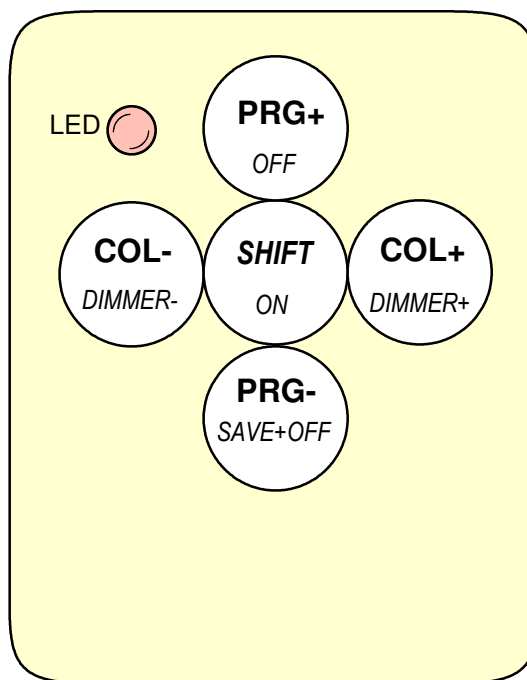 LED
PRG+
OFF
COL-
DIMMER-
SHIFT
ON
COL+
DIMMER+
PRG-
SAVE+OFF